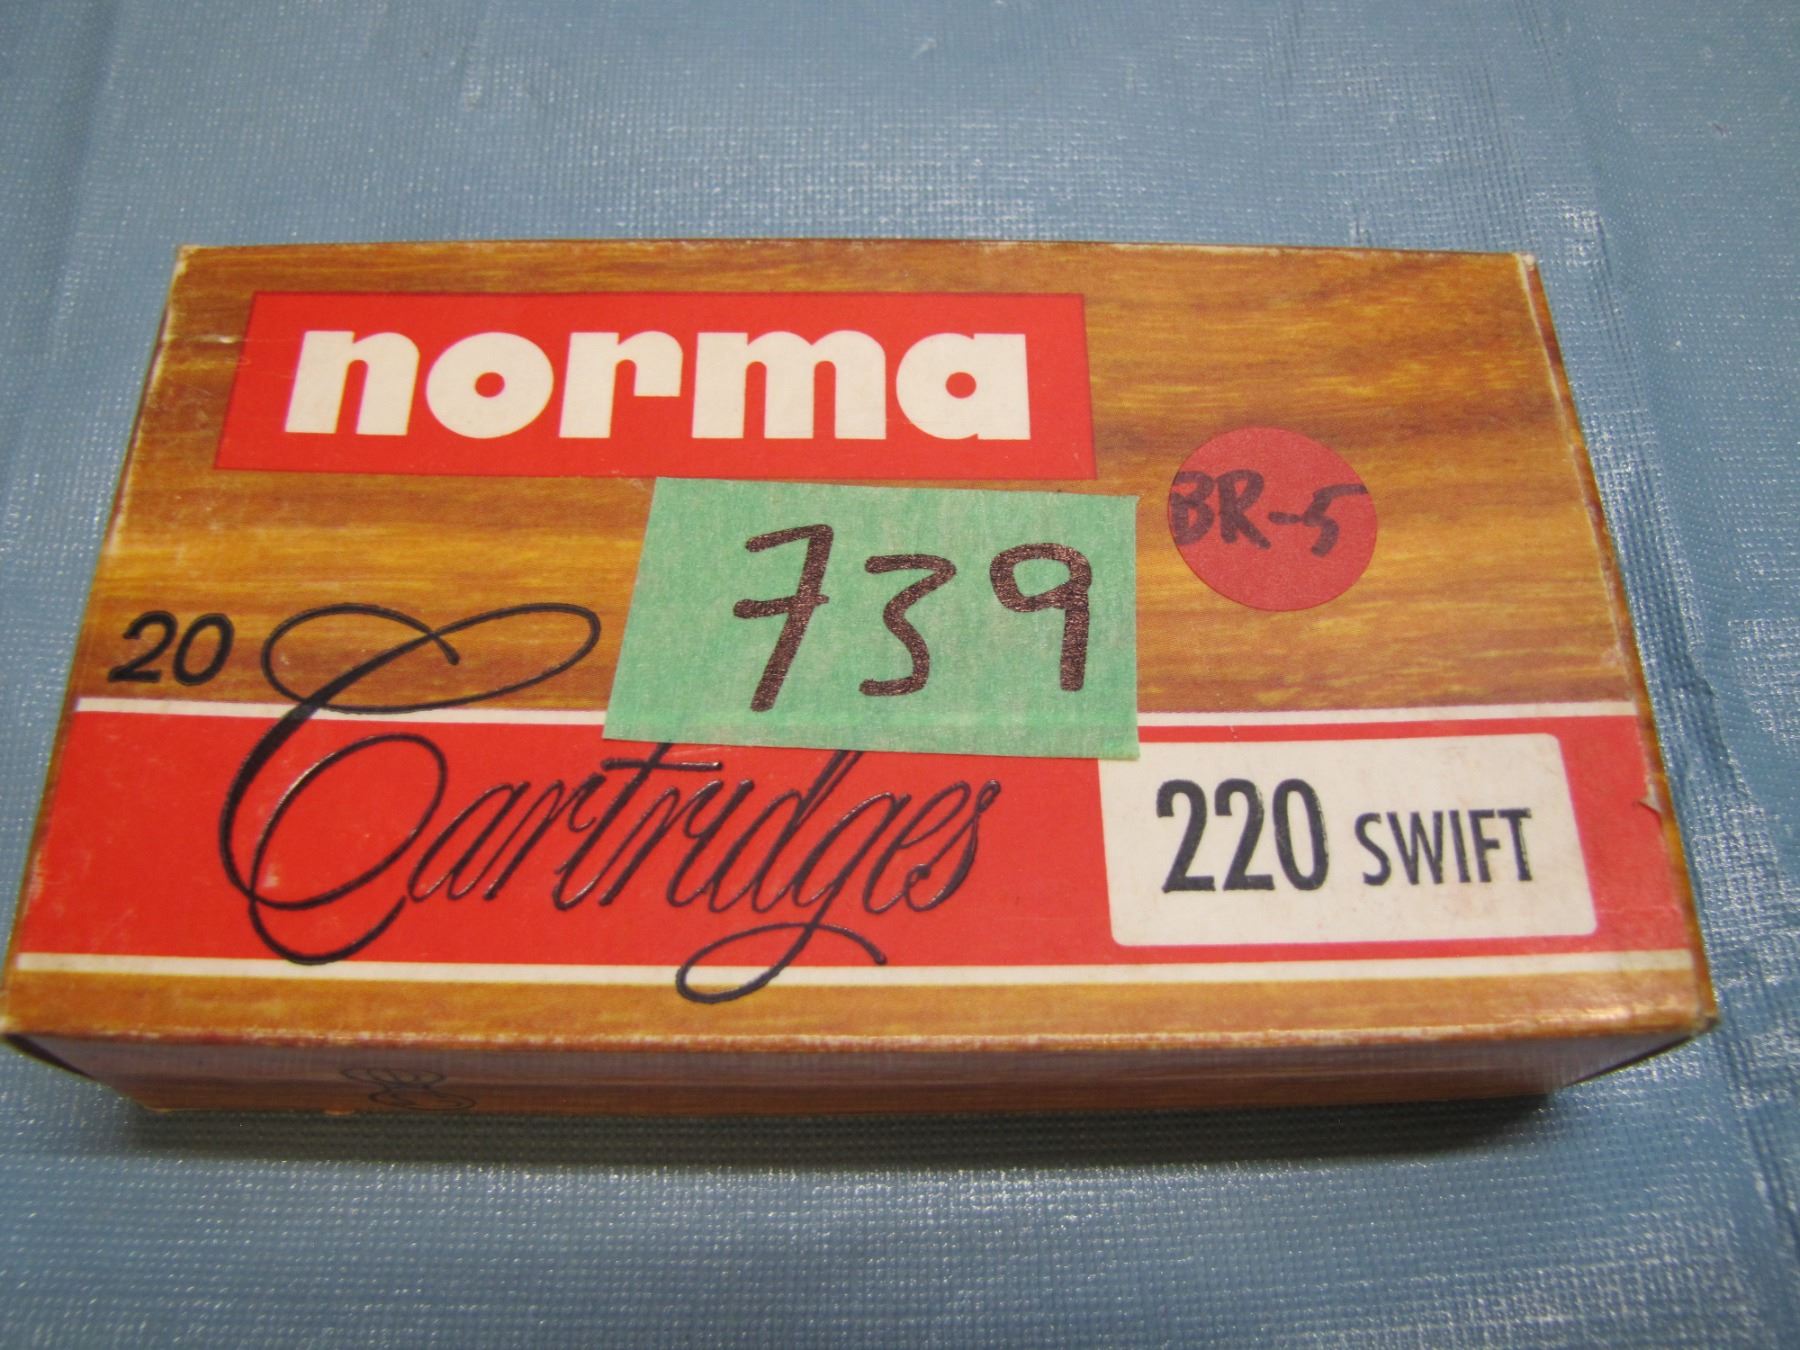 norma
BR-5
739
20 Cartridges
220 SWIFT